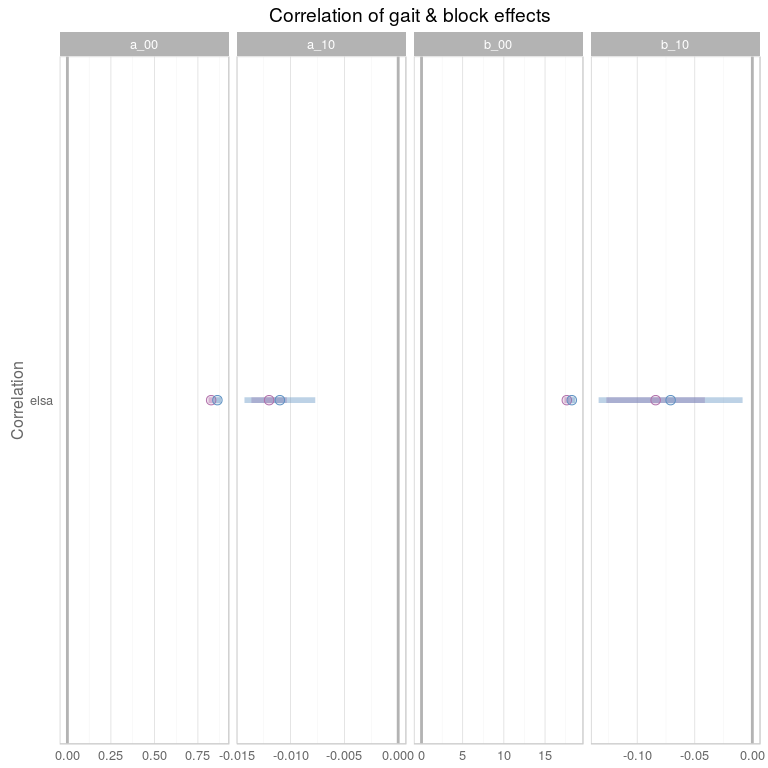 Correlation of gait & block effects
a_00 a_10 b_00 b_10
Correlation
elsa
0.00 0.25 0.50 0.75 -0.015 -0.010 -0.005 0.000 0 5 10 15 -0.10 -0.05 0.00